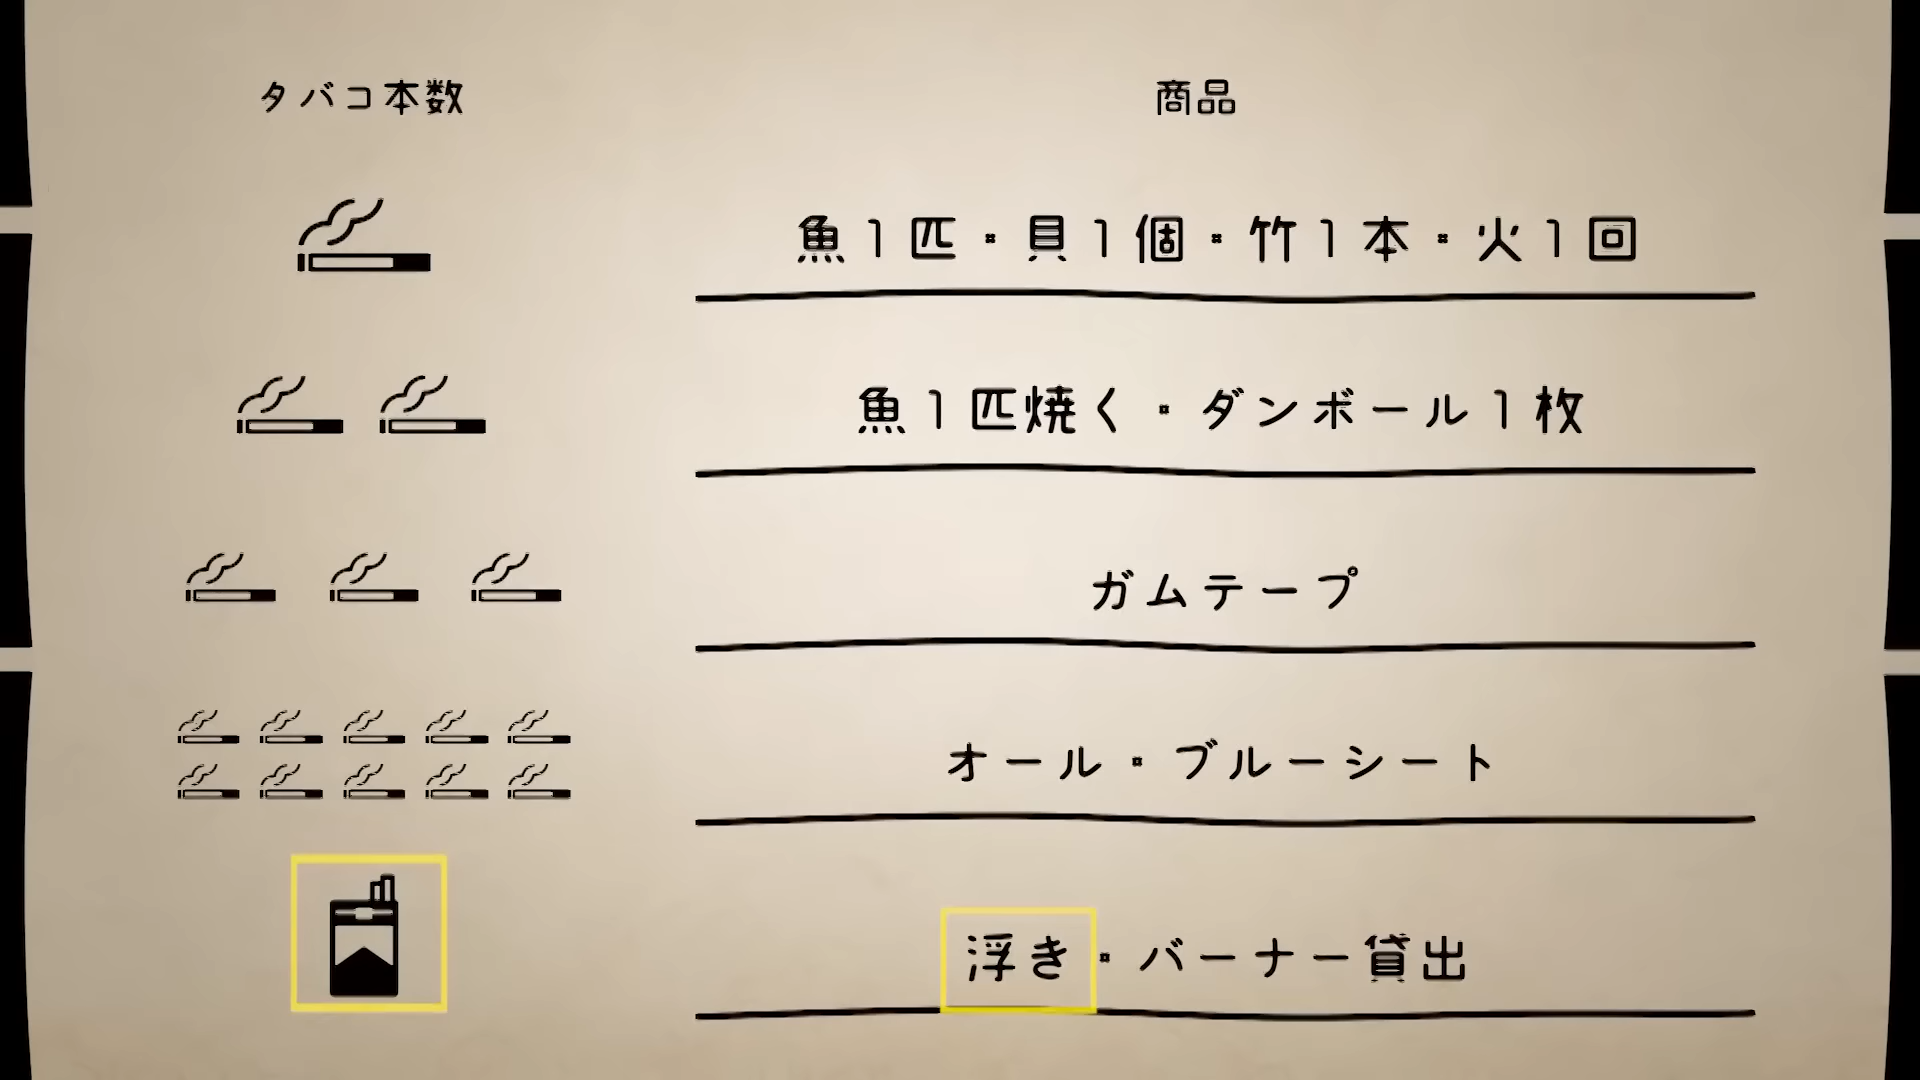 タバコ本数
商品
魚1匹・貝1個・竹1本・火1回
魚1匹焼く・ダンボール1枚
ガムテープ
オール・ブルーシート
浮き・バーナー貸出